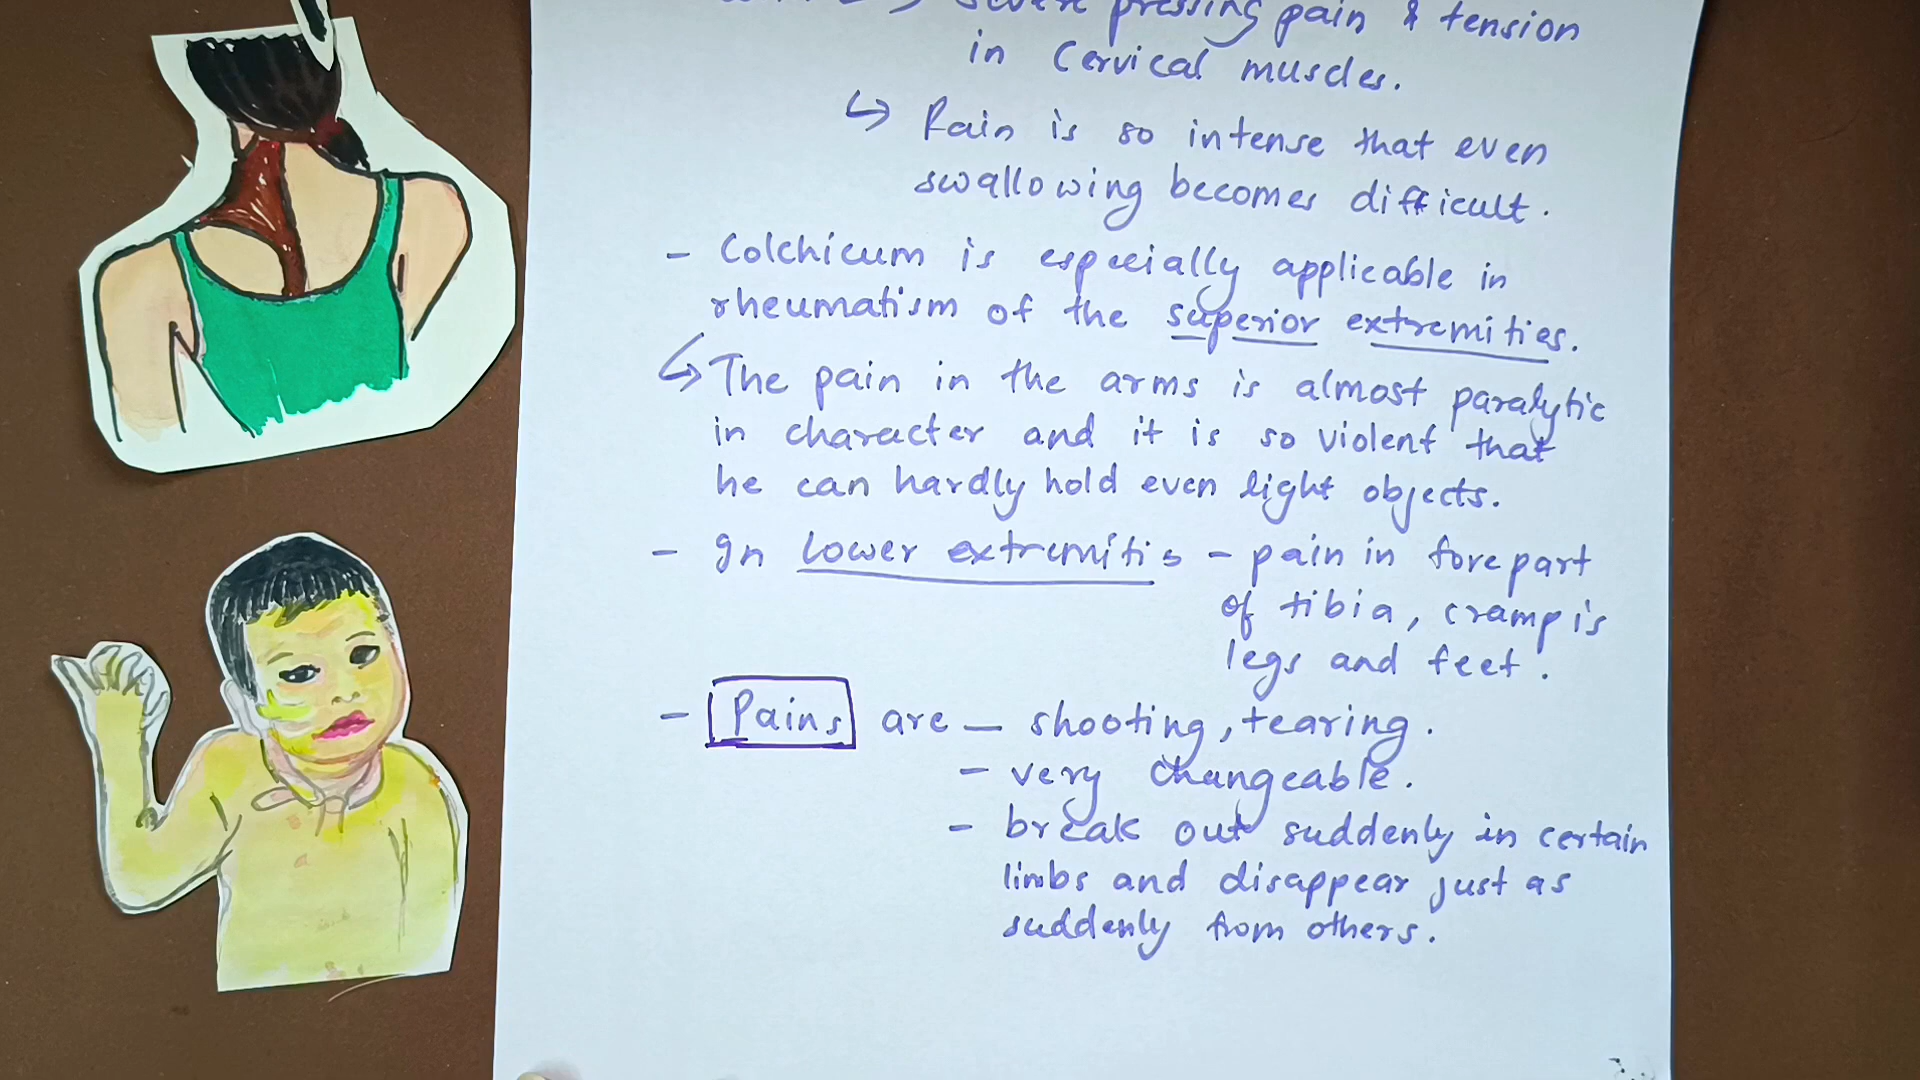 severe pressing pain & tension
in Cervical muscles.
↳ Pain is so intense that even
swallowing becomes difficult.
- Colchicum is especially applicable in
rheumatism of the superior extremities.
↳ The pain in the arms is almost paralytic
in character and it is so violent that
he can hardly hold even light objects.
- In lower extremitis - pain in forepart
of tibia, cramp is
legs and feet.
- Pains are - shooting, tearing.
- very changeable.
- break out suddenly in certain
limbs and disappear just as
suddenly from others.